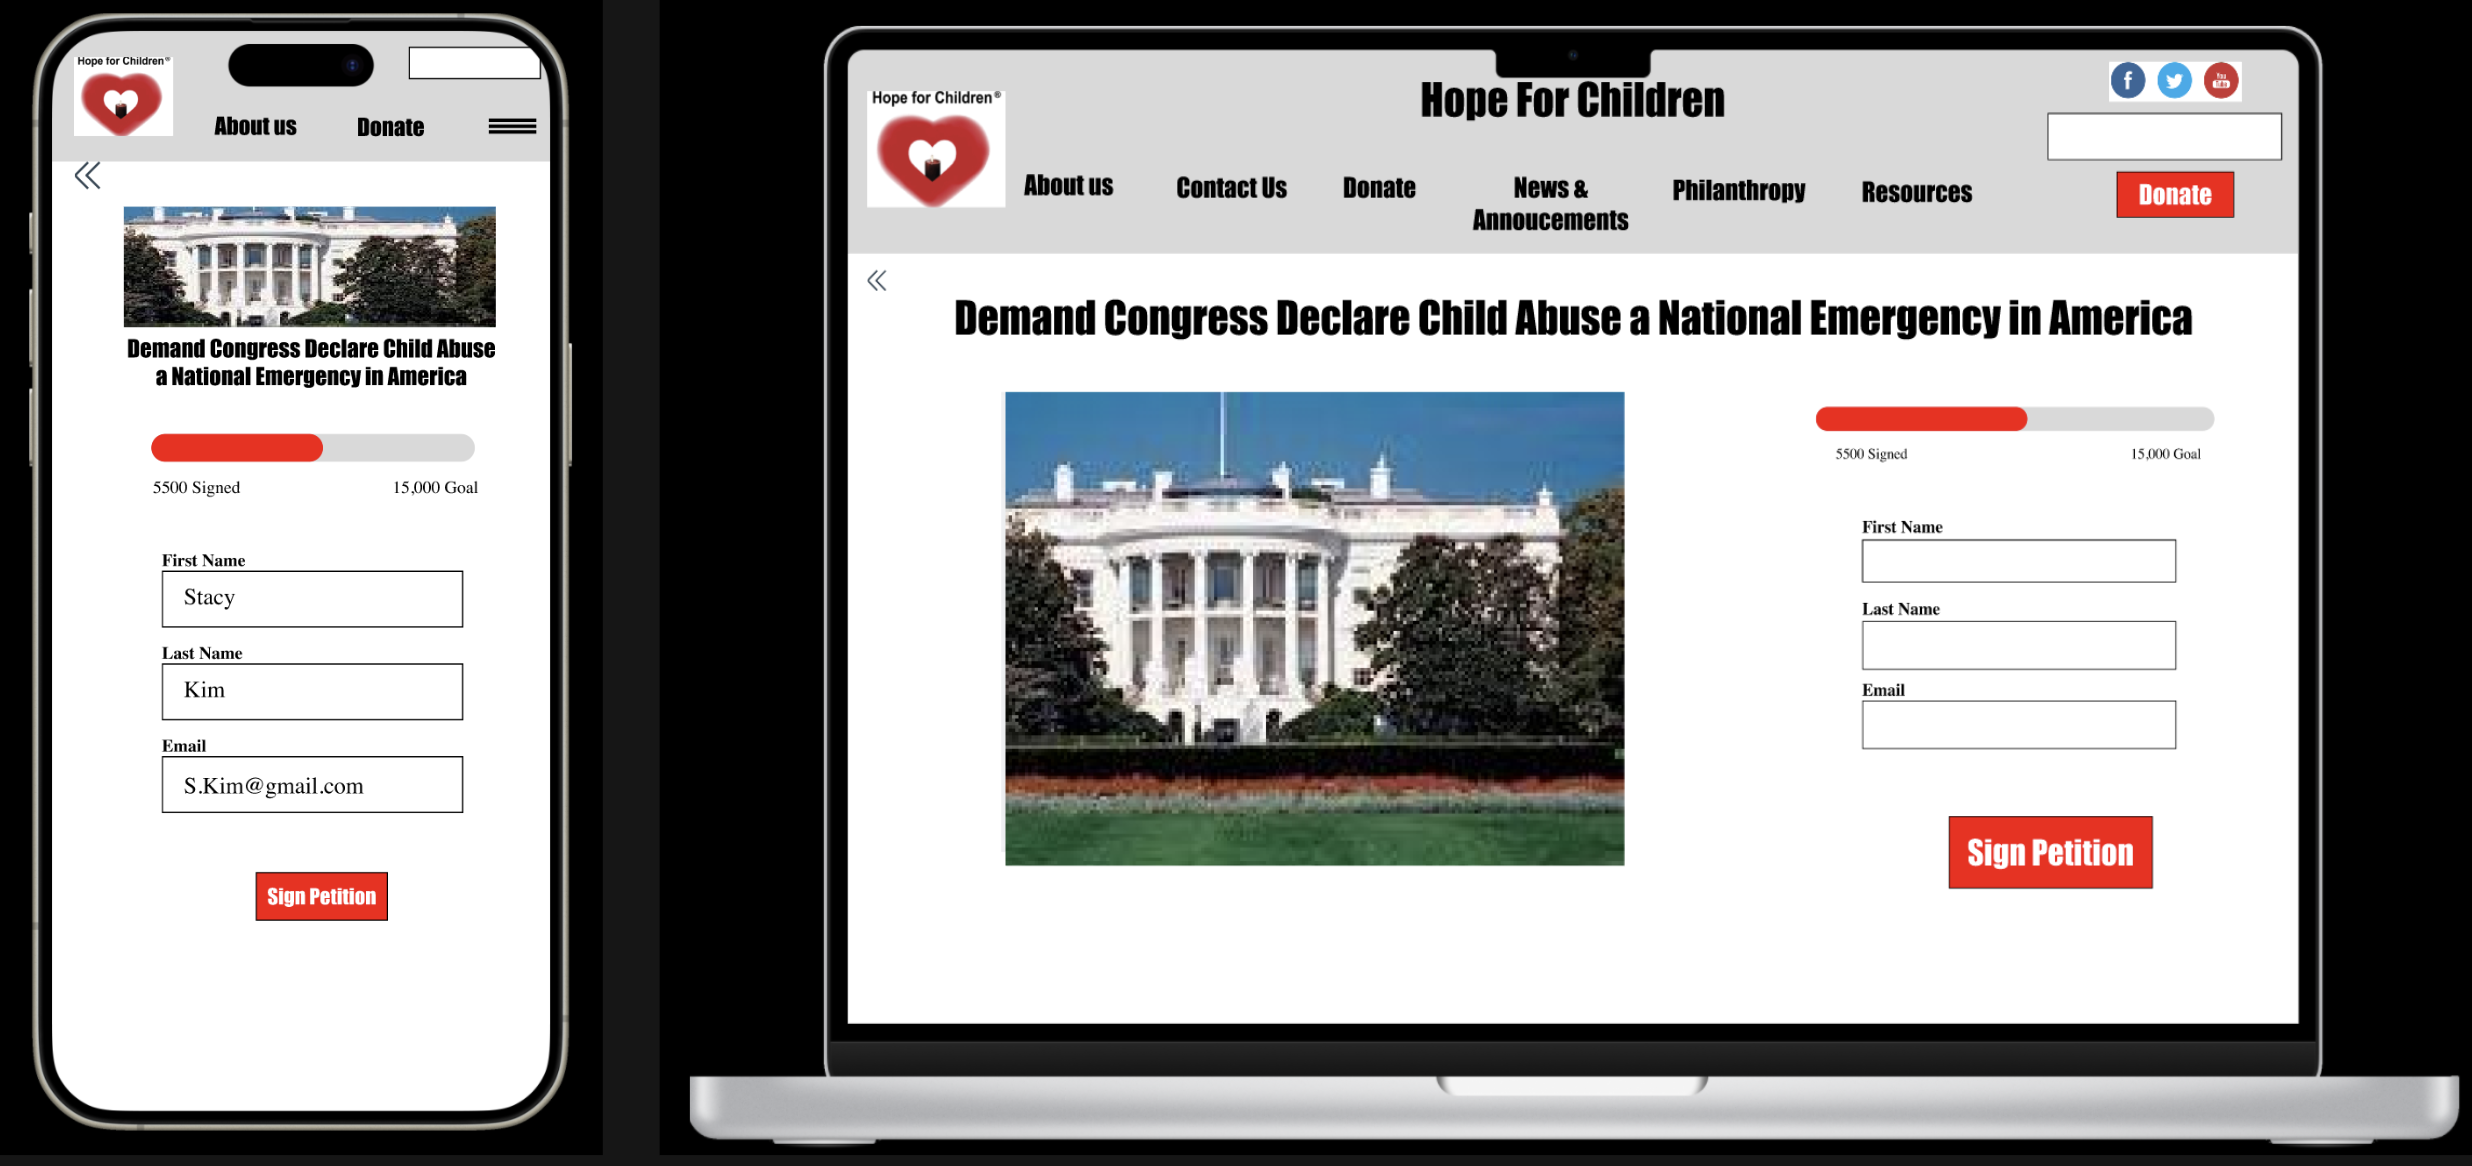 Hope for Children®
About us
Donate
Demand Congress Declare Child Abuse
a National Emergency in America
5500 Signed
15,000 Goal
First Name
Stacy
Last Name
Kim
Email
S.Kim@gmail.com
Sign Petition
Hope for Children®
Hope For Children
f
You
Tube
About us
Contact Us
Donate
News &
Annoucements
Philanthropy
Resources
Donate
Demand Congress Declare Child Abuse a National Emergency in America
5500 Signed
15,000 Goal
First Name
Last Name
Email
Sign Petition